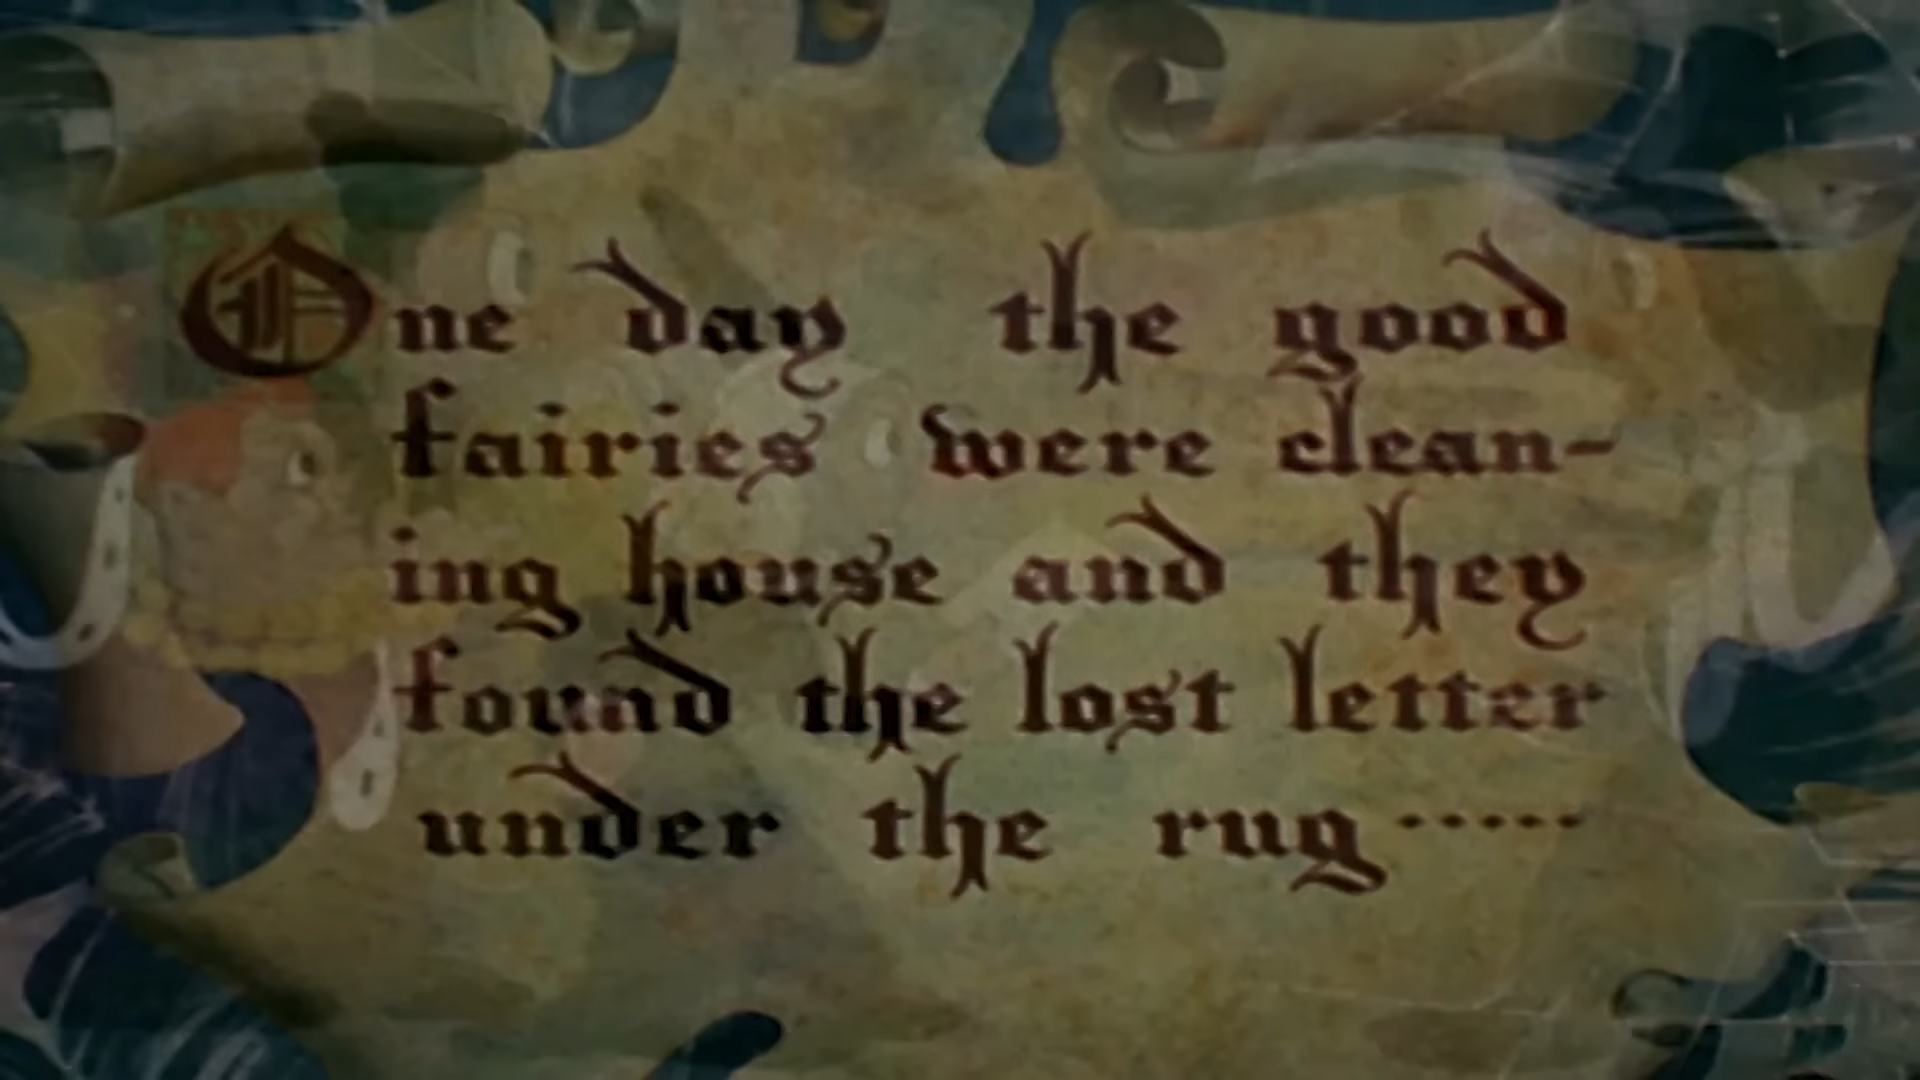 One day the good
fairies were clean-
ing house and they
found the lost letter
under the rug-----